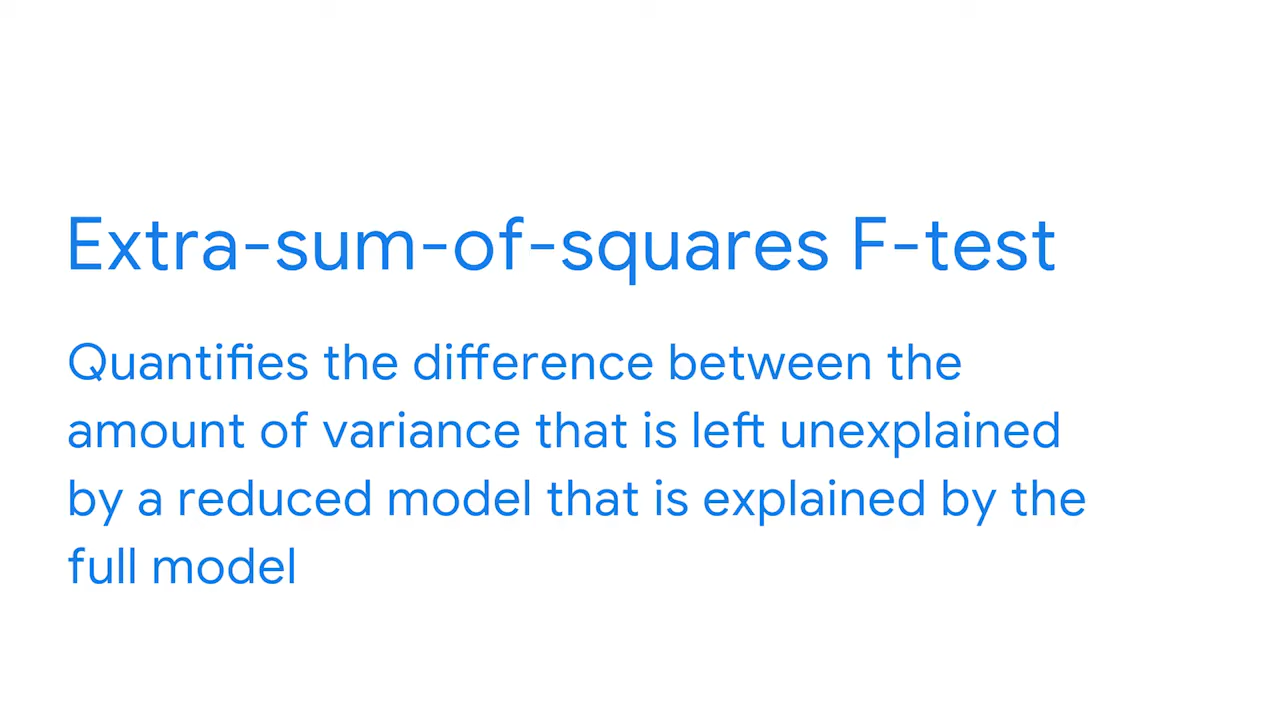 Extra-sum-of-squares F-test
Quantifies the difference between the
amount of variance that is left unexplained
by a reduced model that is explained by the
full model